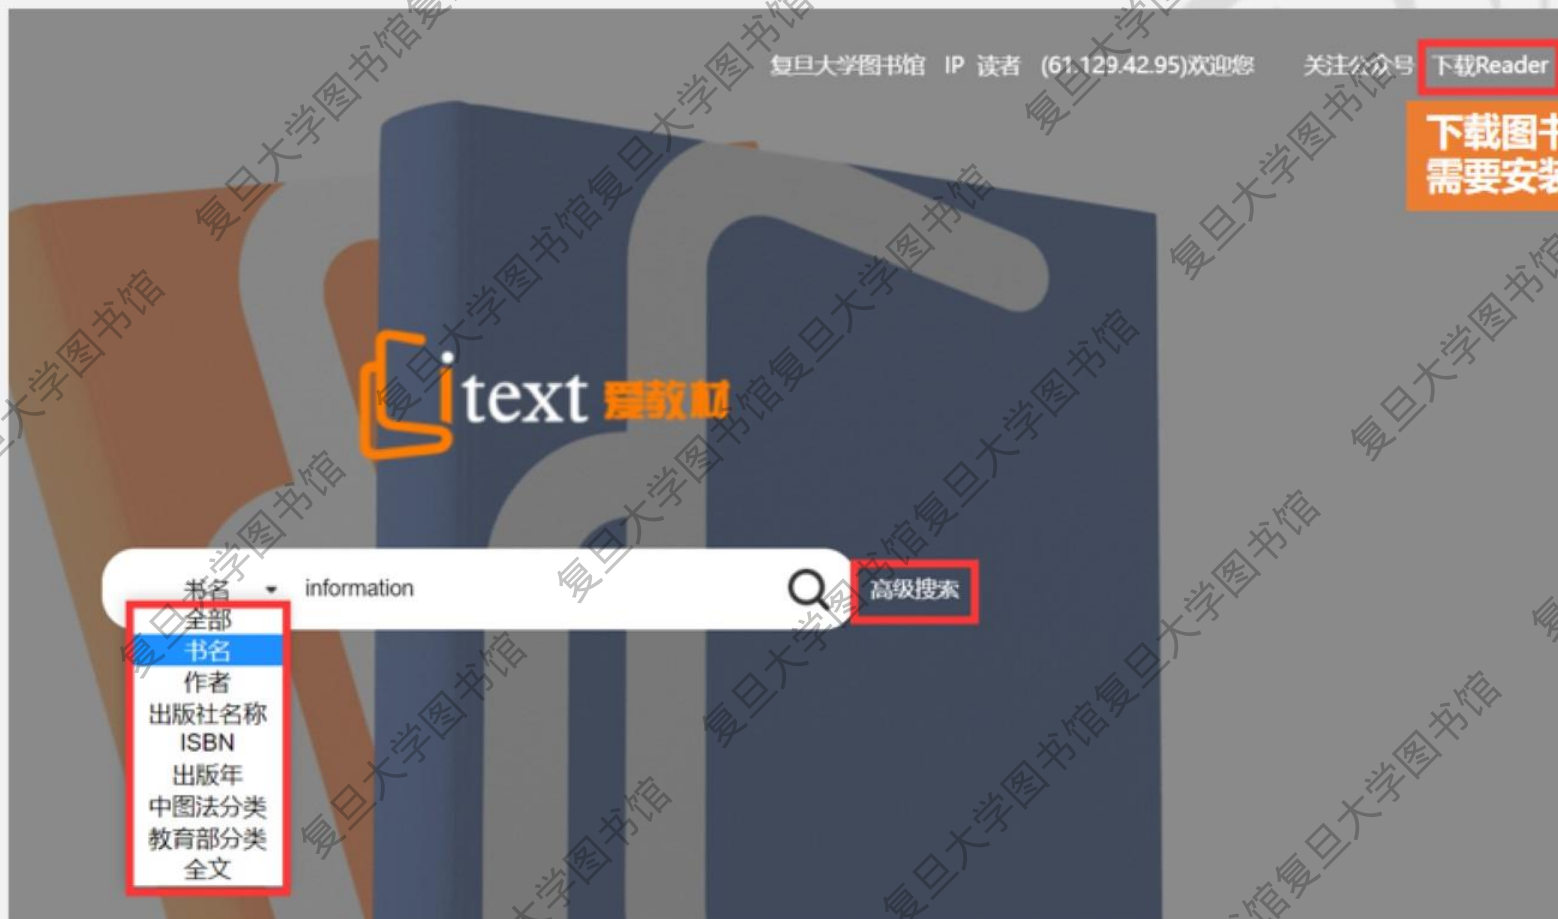 复旦大学图书馆 IP 读者 (61.129.42.95)欢迎您 关注公众号 下载Reader
下载图书
需要安装
itext 爱教材
书名 information 高级搜索
全部
书名
作者
出版社名称
ISBN
出版年
中图法分类
教育部分类
全文
复旦大学图书馆